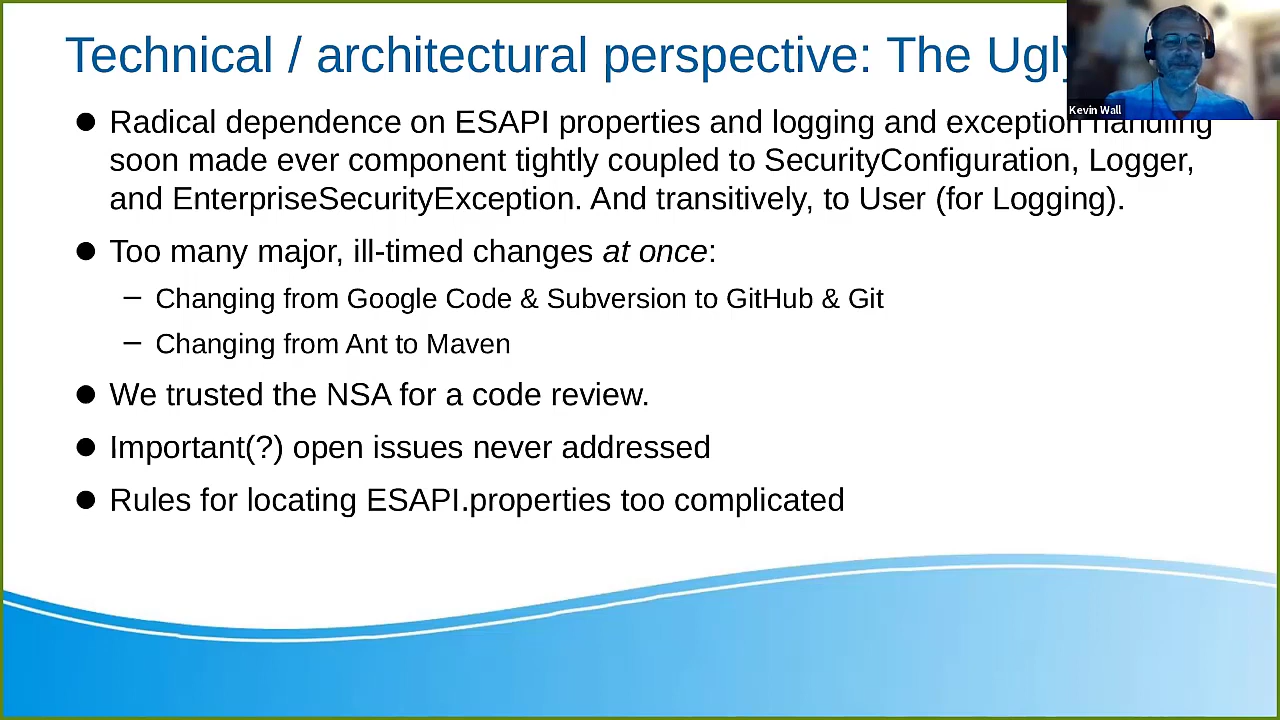 Technical / architectural perspective: The Ugly
Kevin Wall
● Radical dependence on ESAPI properties and logging and exception handling
soon made ever component tightly coupled to SecurityConfiguration, Logger,
and EnterpriseSecurityException. And transitively, to User (for Logging).
● Too many major, ill-timed changes at once:
– Changing from Google Code & Subversion to GitHub & Git
– Changing from Ant to Maven
● We trusted the NSA for a code review.
● Important(?) open issues never addressed
● Rules for locating ESAPI.properties too complicated